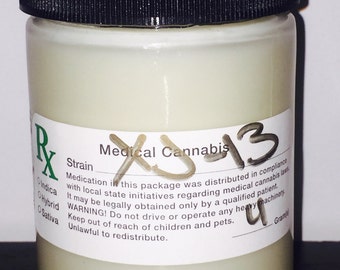 Rx
Medical Cannabis
Strain XJ-13
Medication in this package was distributed in compliance
with local state initiatives regarding medical cannabis laws.
It may be legally obtained only by a qualified patient.
WARNING! Do not drive or operate any heavy machinery.
Keep out of reach of children and pets.
Unlawful to redistribute.
4 Gram(s)
Indica
Hybrid
Sativa